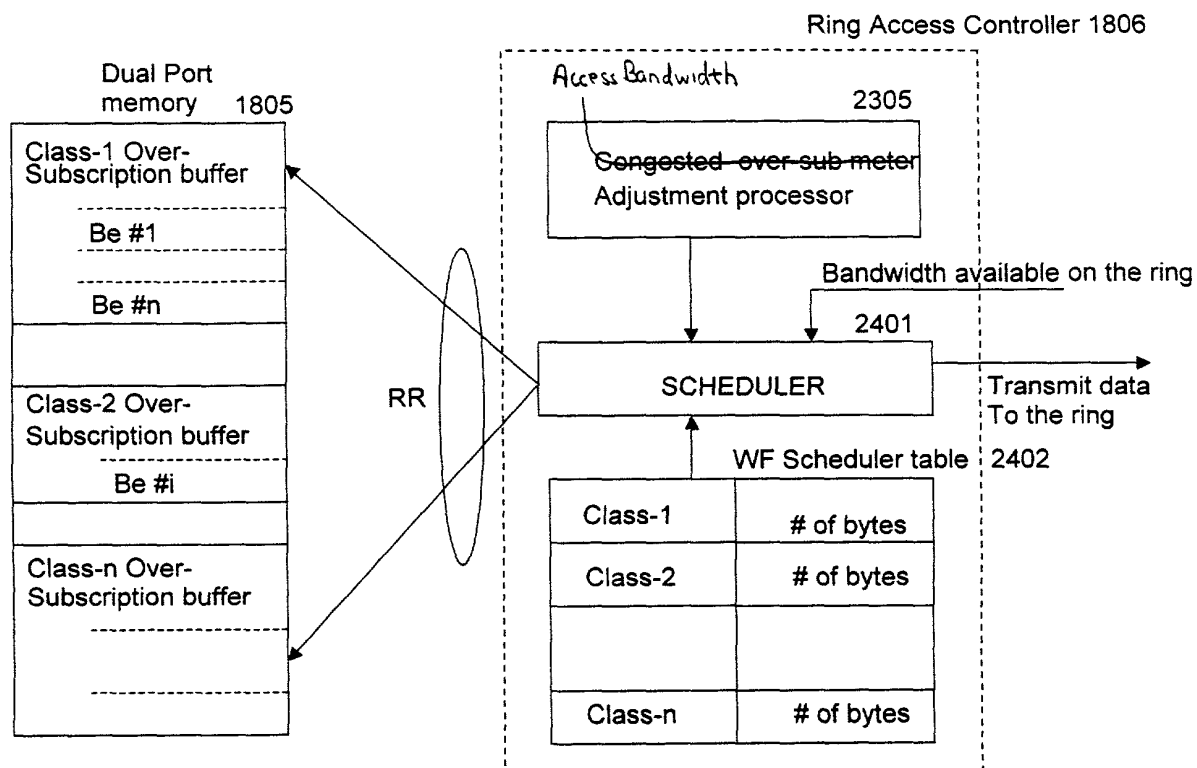 Ring Access Controller 1806
Dual Port
memory 1805
Class-1 Over-
Subscription buffer
Be #1
Be #n
Class-2 Over-
Subscription buffer
Be #i
Class-n Over-
Subscription buffer
RR
Access Bandwidth
2305
Congested over-sub meter
Adjustment processor
Bandwidth available on the ring
2401
SCHEDULER
Transmit data
To the ring
WF Scheduler table 2402
Class-1 # of bytes
Class-2 # of bytes
Class-n # of bytes